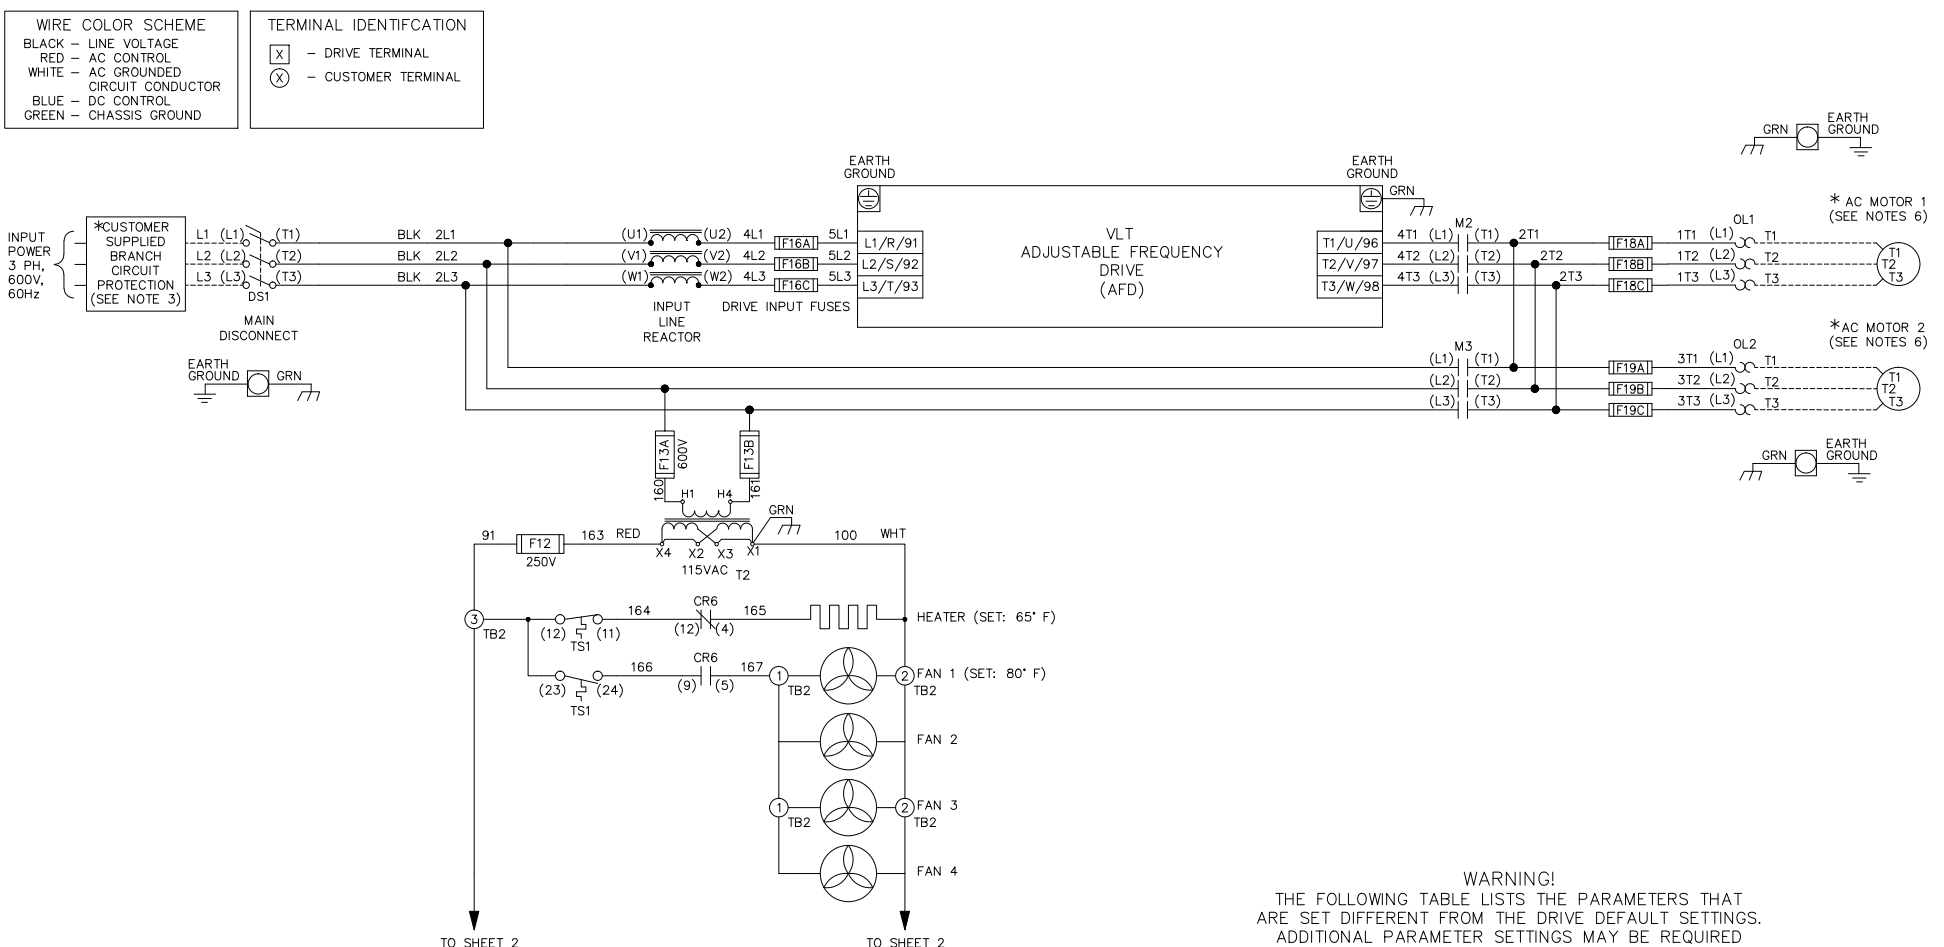 WIRE COLOR SCHEME
BLACK – LINE VOLTAGE
RED – AC CONTROL
WHITE – AC GROUNDED
CIRCUIT CONDUCTOR
BLUE – DC CONTROL
GREEN – CHASSIS GROUND
TERMINAL IDENTIFCATION
X – DRIVE TERMINAL
X – CUSTOMER TERMINAL
GRN
EARTH
GROUND
EARTH
GROUND
EARTH
GROUND
GRN
INPUT
POWER
3 PH,
600V,
60Hz
*CUSTOMER
SUPPLIED
BRANCH
CIRCUIT
PROTECTION
(SEE NOTE 3)
L1 (L1) (T1) BLK 2L1 (U1) (U2) 4L1 F16A 5L1 L1/R/91
L2 (L2) (T2) BLK 2L2 (V1) (V2) 4L2 F16B 5L2 L2/S/92
L3 (L3) (T3) BLK 2L3 (W1) (W2) 4L3 F16C 5L3 L3/T/93
DS1
MAIN
DISCONNECT
INPUT
LINE
REACTOR
DRIVE INPUT FUSES
VLT
ADJUSTABLE FREQUENCY
DRIVE
(AFD)
M2
OL1
* AC MOTOR 1
(SEE NOTES 6)
T1/U/96 4T1 (L1) (T1) 2T1 F18A 1T1 (L1) T1
T2/V/97 4T2 (L2) (T2) 2T2 F18B 1T2 (L2) T2
T3/W/98 4T3 (L3) (T3) 2T3 F18C 1T3 (L3) T3
T1
T2
T3
EARTH
GROUND
GRN
M3
OL2
*AC MOTOR 2
(SEE NOTES 6)
(L1) (T1) F19A 3T1 (L1) T1
(L2) (T2) F19B 3T2 (L2) T2
(L3) (T3) F19C 3T3 (L3) T3
T1
T2
T3
GRN
EARTH
GROUND
F13A
600V
F13B
160
161
H1 H4
GRN
91 F12 163 RED
250V
X4 X2 X3 X1
100 WHT
115VAC T2
3
TB2
(12) (11)
TS1
164
CR6
(12) (4)
165
HEATER (SET: 65° F)
(23) (24)
TS1
166
CR6
(9) (5)
167
1
TB2
2
TB2
FAN 1 (SET: 80° F)
FAN 2
1
TB2
2
TB2
FAN 3
FAN 4
TO SHEET 2
TO SHEET 2
WARNING!
THE FOLLOWING TABLE LISTS THE PARAMETERS THAT
ARE SET DIFFERENT FROM THE DRIVE DEFAULT SETTINGS.
ADDITIONAL PARAMETER SETTINGS MAY BE REQUIRED